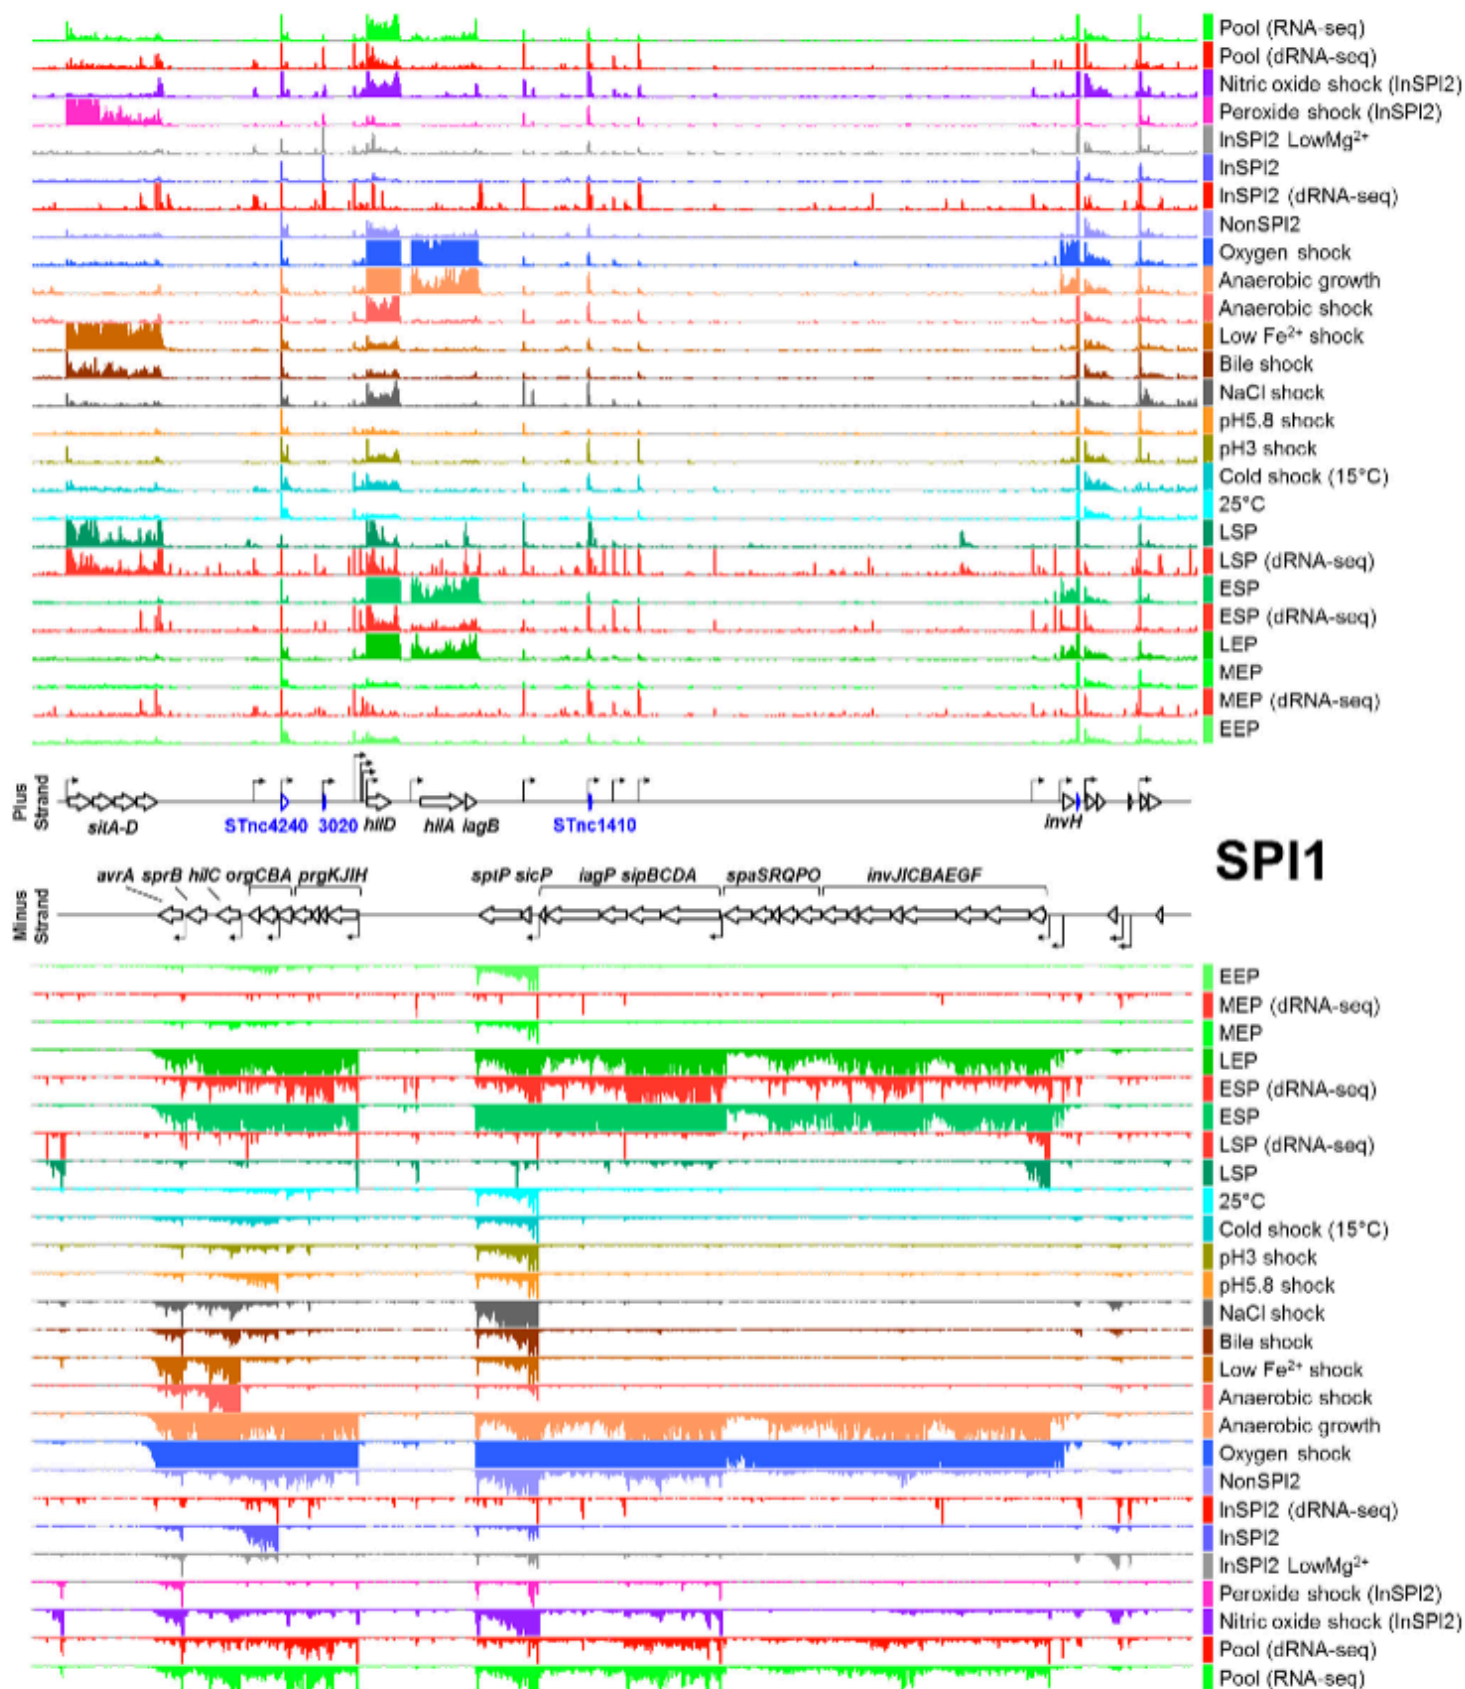 Pool (RNA-seq)
Pool (dRNA-seq)
Nitric oxide shock (InSPI2)
Peroxide shock (InSPI2)
InSPI2 LowMg²⁺
InSPI2
InSPI2 (dRNA-seq)
NonSPI2
Oxygen shock
Anaerobic growth
Anaerobic shock
Low Fe²⁺ shock
Bile shock
NaCl shock
pH5.8 shock
pH3 shock
Cold shock (15°C)
25°C
LSP
LSP (dRNA-seq)
ESP
ESP (dRNA-seq)
LEP
MEP
MEP (dRNA-seq)
EEP
Plus
Strand
sitA-D STnc4240 3020 hilD hilA iagB STnc1410 invH
SPI1
avrA sprB hilC orgCBA prgKJIH sptP sicP iagP sipBCDA spaSRQPO invJICBAEGF
Minus
Strand
EEP
MEP (dRNA-seq)
MEP
LEP
ESP (dRNA-seq)
ESP
LSP (dRNA-seq)
LSP
25°C
Cold shock (15°C)
pH3 shock
pH5.8 shock
NaCl shock
Bile shock
Low Fe²⁺ shock
Anaerobic shock
Anaerobic growth
Oxygen shock
NonSPI2
InSPI2 (dRNA-seq)
InSPI2
InSPI2 LowMg²⁺
Peroxide shock (InSPI2)
Nitric oxide shock (InSPI2)
Pool (dRNA-seq)
Pool (RNA-seq)